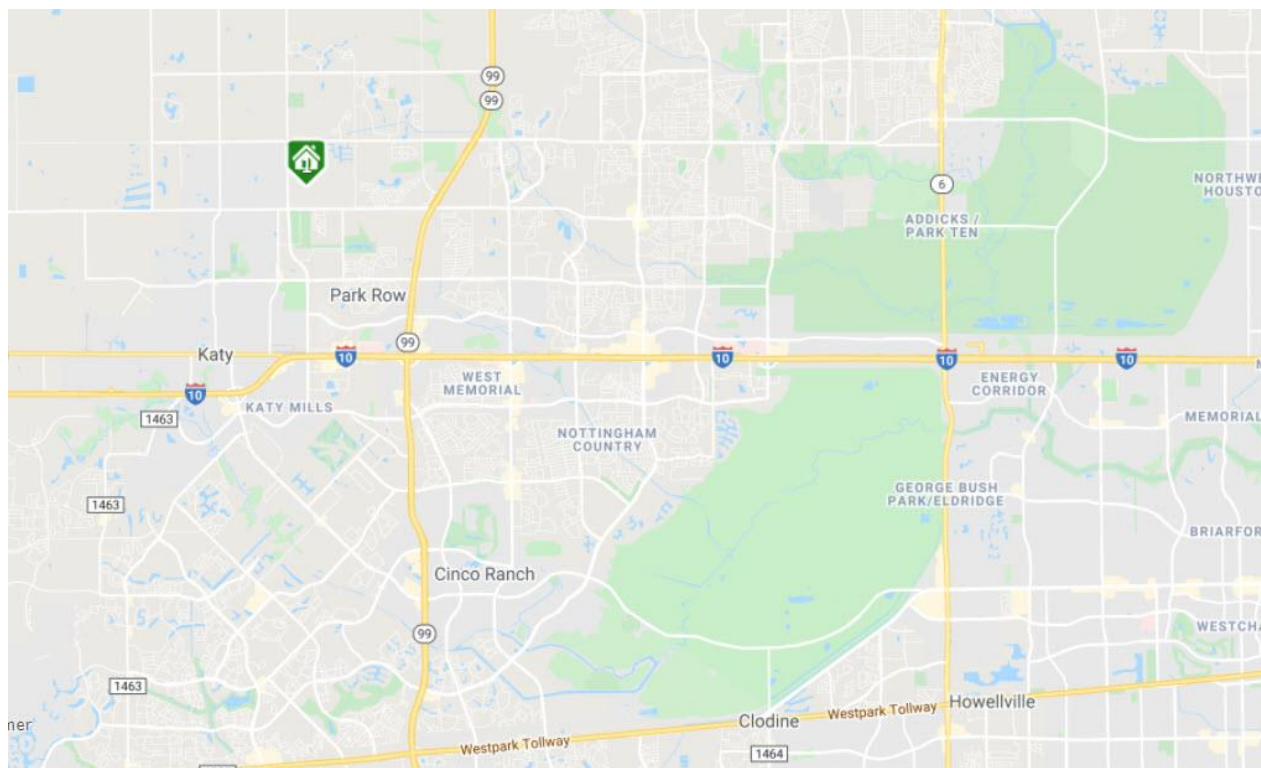 99
99
6
NORTHWE
HOUSTO
ADDICKS /
PARK TEN
Park Row
99
Katy
10
10
10
10
10
WEST
MEMORIAL
ENERGY
CORRIDOR
M
KATY MILLS
1463
MEMORIAL
NOTTINGHAM
COUNTRY
GEORGE BUSH
PARK/ELDRIDGE
1463
BRIARFOR
Cinco Ranch
99
WESTCHA
1463
Howellville
mer
Clodine
Westpark Tollway
Westpark Tollway
1464